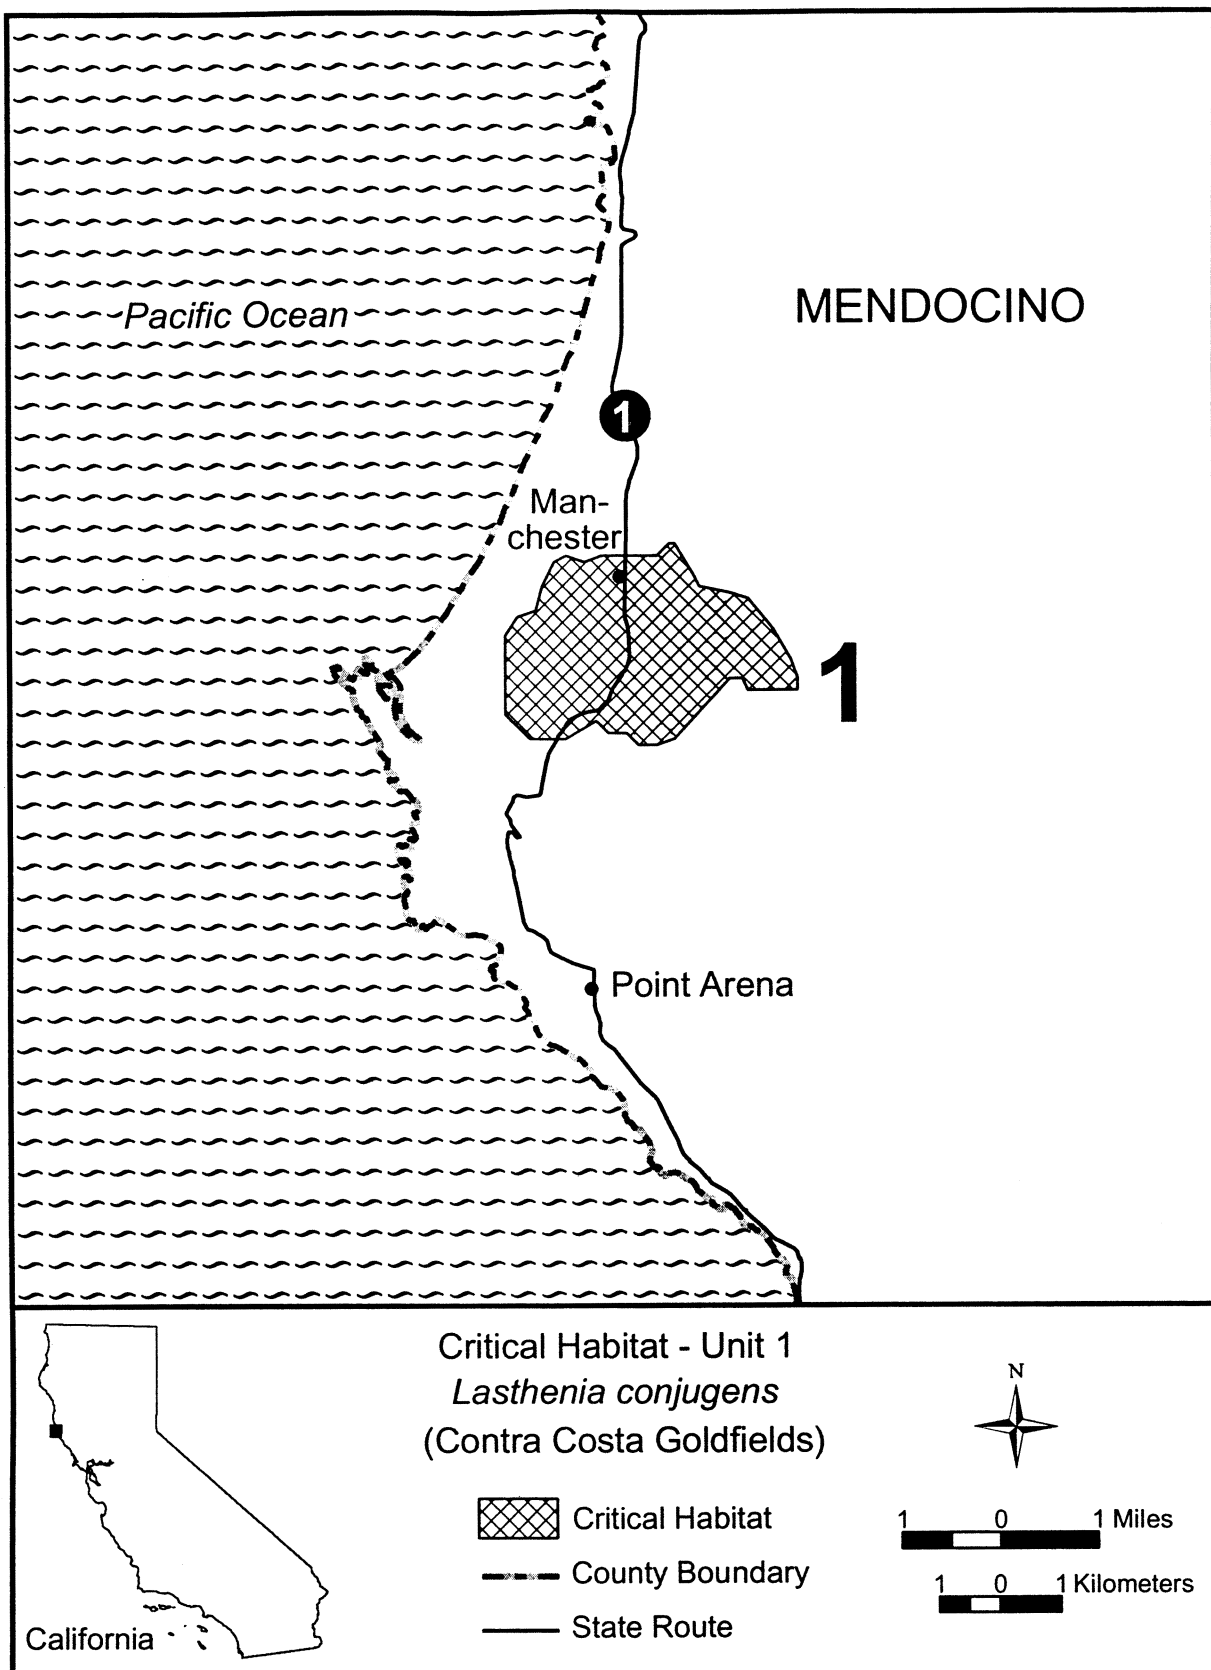 Pacific Ocean
MENDOCINO
1
Man-
chester
1
Point Arena
Critical Habitat - Unit 1
Lasthenia conjugens
(Contra Costa Goldfields)
N
Critical Habitat
County Boundary
State Route
1 0 1 Miles
1 0 1 Kilometers
California